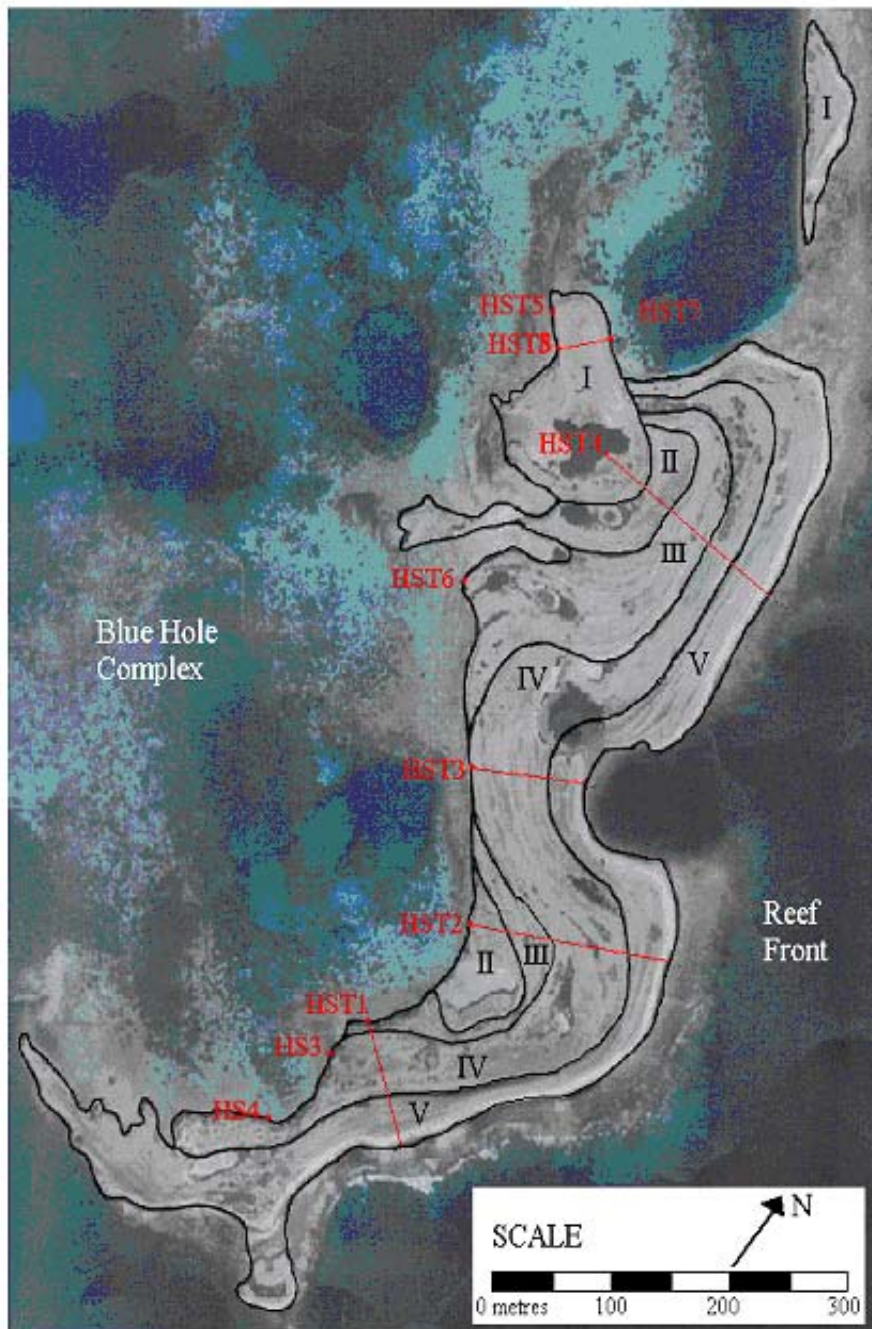 I
HST5
HST7
HST8
I
HST4
II
III
HST6
Blue Hole
Complex
IV
V
HST3
HST2
Reef
Front
II
III
HST1
HS3
IV
V
HS4
N
SCALE
0 metres 100 200 300